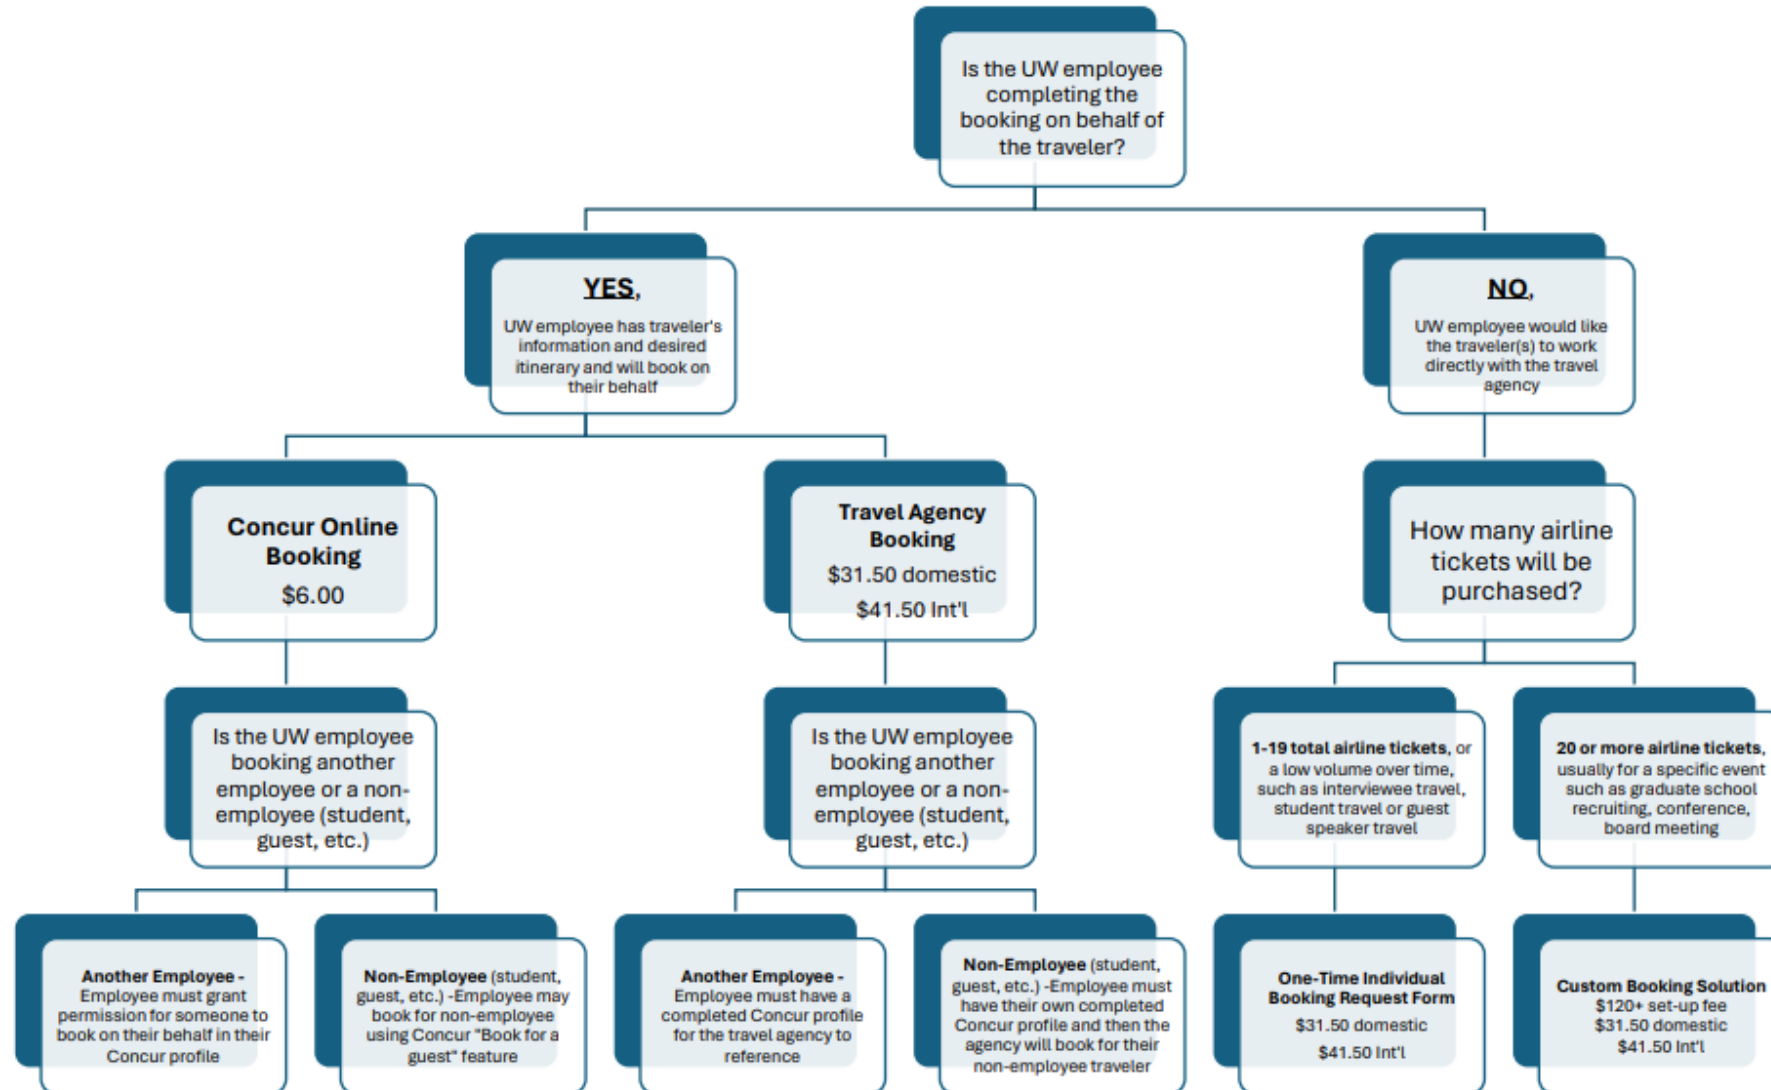 Is the UW employee
completing the
booking on behalf of
the traveler?
YES,
UW employee has traveler's
information and desired
itinerary and will book on
their behalf
NO,
UW employee would like
the traveler(s) to work
directly with the travel
agency
Concur Online
Booking
$6.00
Travel Agency
Booking
$31.50 domestic
$41.50 Int'l
How many airline
tickets will be
purchased?
Is the UW employee
booking another
employee or a non-
employee (student,
guest, etc.)
Is the UW employee
booking another
employee or a non-
employee (student,
guest, etc.)
1-19 total airline tickets, or
a low volume over time,
such as interviewee travel,
student travel or guest
speaker travel
20 or more airline tickets,
usually for a specific event
such as graduate school
recruiting, conference,
board meeting
Another Employee -
Employee must grant
permission for someone to
book on their behalf in their
Concur profile
Non-Employee (student,
guest, etc.) -Employee may
book for non-employee
using Concur "Book for a
guest" feature
Another Employee -
Employee must have a
completed Concur profile
for the travel agency to
reference
Non-Employee (student,
guest, etc.) -Employee must
have their own completed
Concur profile and then the
agency will book for their
non-employee traveler
One-Time Individual
Booking Request Form
$31.50 domestic
$41.50 Int'l
Custom Booking Solution
$120+ set-up fee
$31.50 domestic
$41.50 Int'l